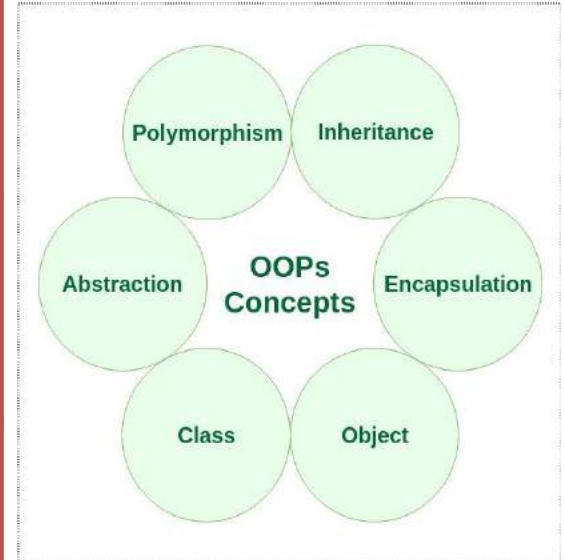 Polymorphism
Inheritance
Abstraction
OOPs
Concepts
Encapsulation
Class
Object